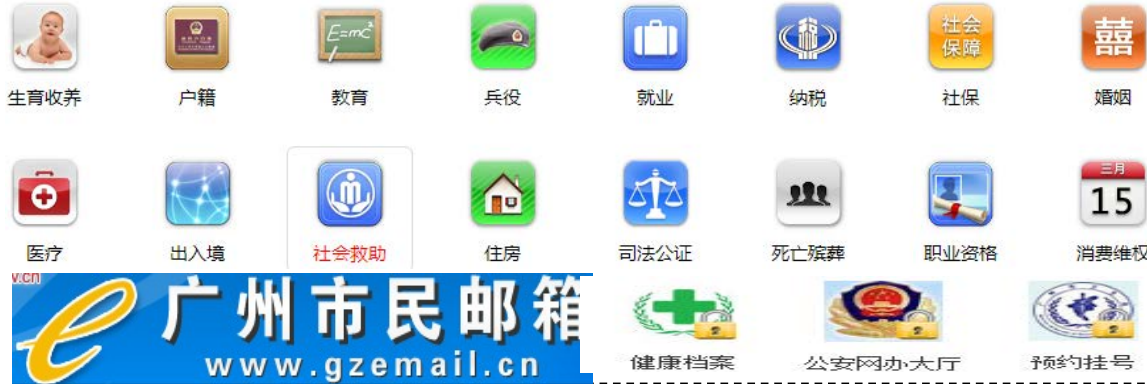 E=mc²
社会
保障
囍
生育收养 户籍 教育 兵役 就业 纳税 社保 婚姻
三月
15
医疗 出入境 社会救助 住房 司法公证 死亡殡葬 职业资格 消费维权
v.cn
e广州市民邮箱
www.gzemail.cn
健康档案 公安网办大厅 预约挂号